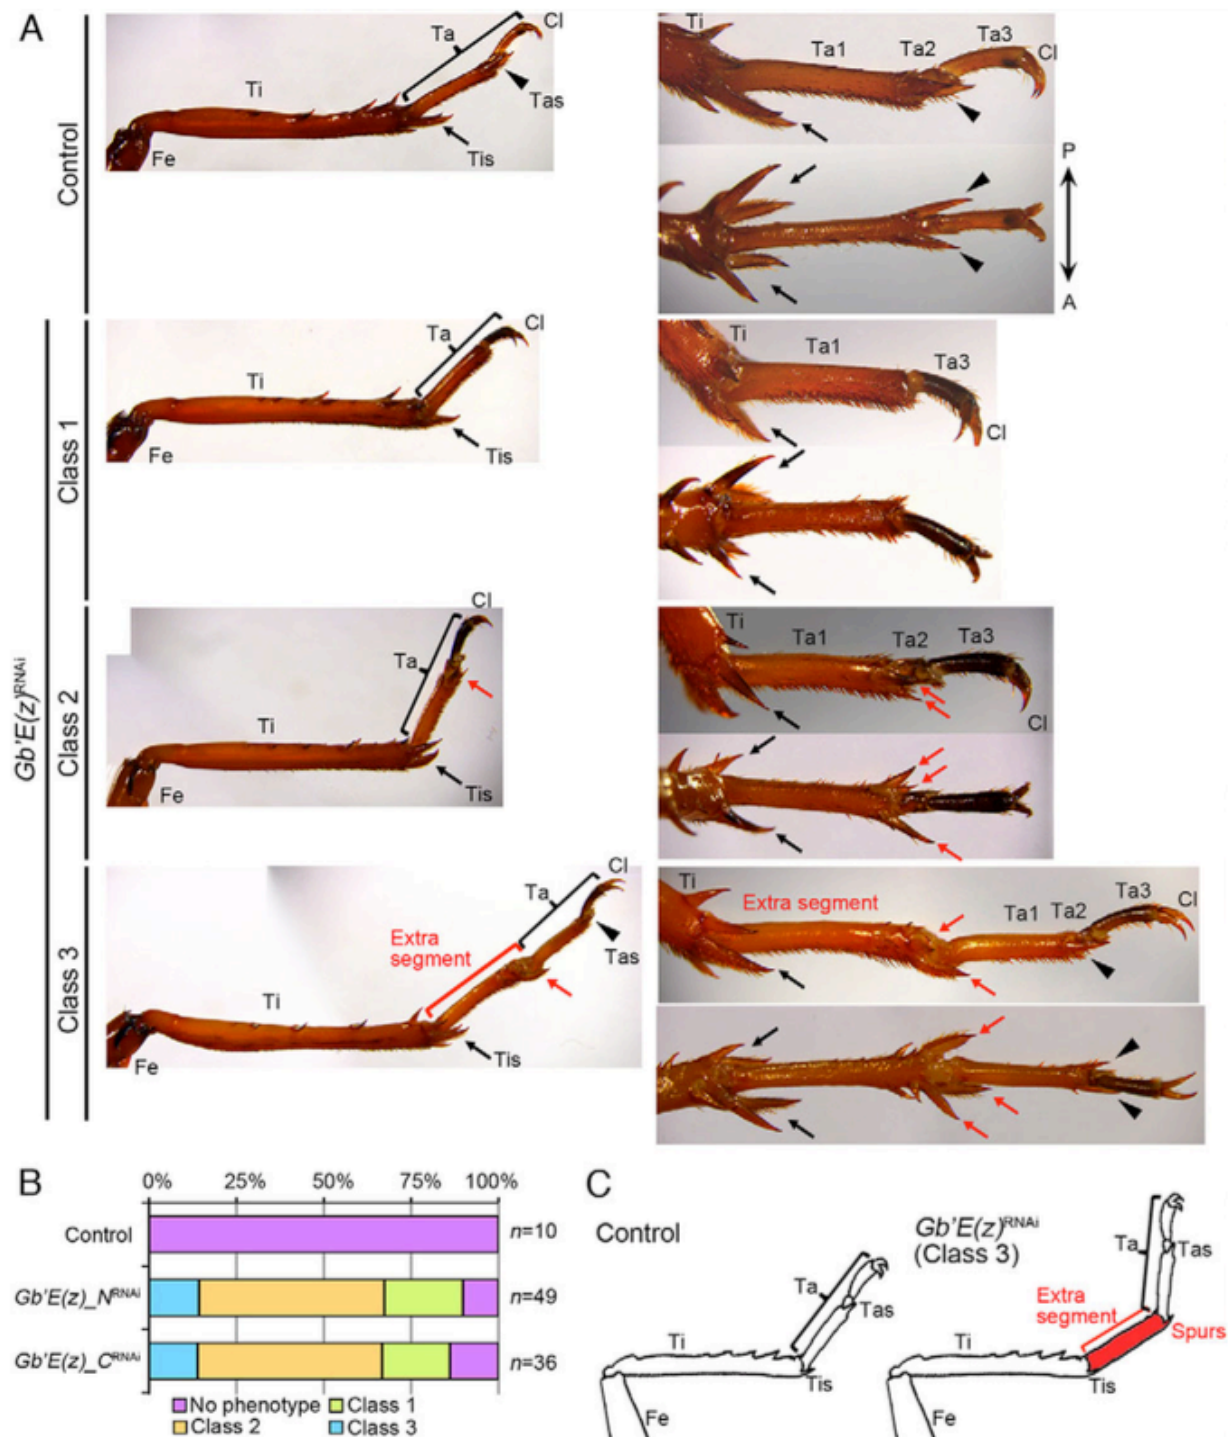 A
Control
Ta
Cl
Ti
Tas
Fe
Tis
Ti
Ta1
Ta2
Ta3
Cl
P
A
Gb'E(z)RNAi
Class 1
Ta
Cl
Ti
Fe
Tis
Ti
Ta1
Ta3
Cl
Class 2
Cl
Ta
Ti
Fe
Tis
Ti
Ta1
Ta2
Ta3
Cl
Class 3
Cl
Ta
Extra
segment
Tas
Ti
Tis
Fe
Ti
Extra segment
Ta1
Ta2
Ta3
Cl
B
0% 25% 50% 75% 100%
Control n=10
Gb'E(z)_NRNAi n=49
Gb'E(z)_CRNAi n=36
No phenotype Class 1
Class 2 Class 3
C
Control
Ta
Tas
Ti
Tis
Fe
Gb'E(z)RNAi
(Class 3)
Ta
Tas
Extra
segment
Spurs
Ti
Tis
Fe